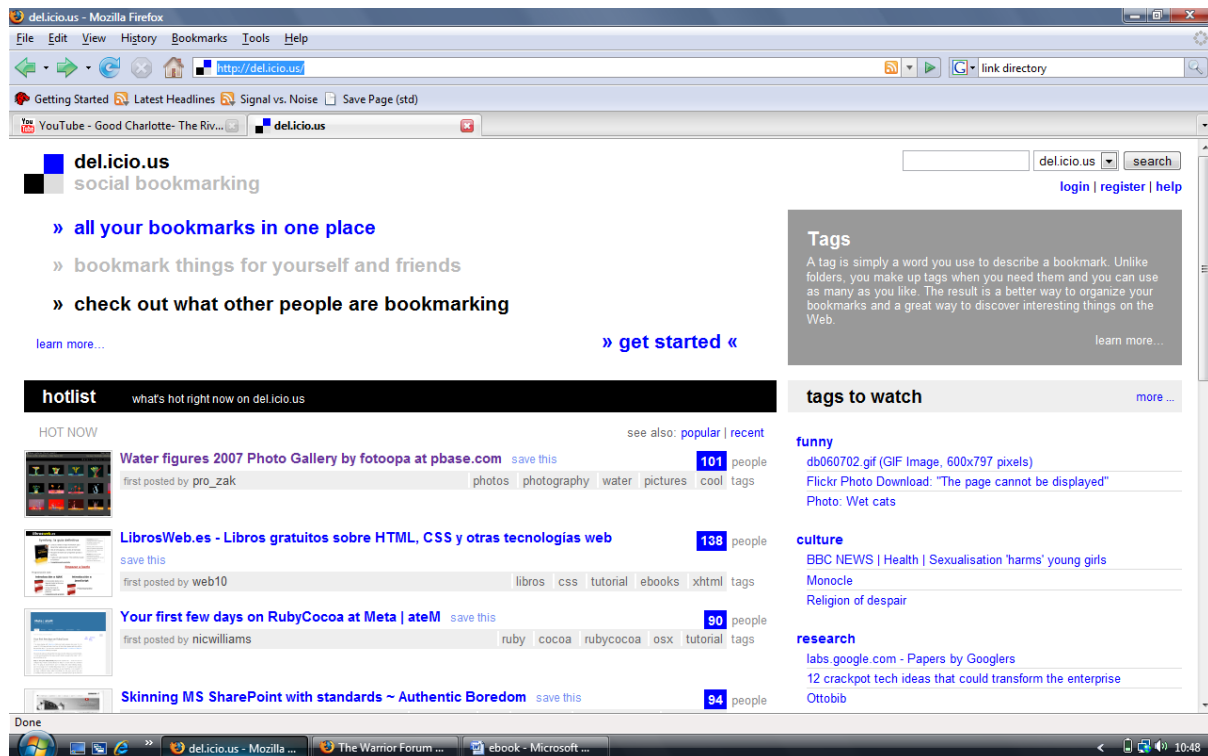 del.icio.us - Mozilla Firefox
File Edit View History Bookmarks Tools Help
http://del.icio.us/
link directory
Getting Started Latest Headlines Signal vs. Noise Save Page (std)
You Tube YouTube - Good Charlotte- The Riv... del.icio.us
del.icio.us
social bookmarking
del.icio.us search
login | register | help
» all your bookmarks in one place
» bookmark things for yourself and friends
» check out what other people are bookmarking
learn more...
» get started «
Tags
A tag is simply a word you use to describe a bookmark. Unlike
folders, you make up tags when you need them and you can use
as many as you like. The result is a better way to organize your
bookmarks and a great way to discover interesting things on the
Web.
learn more...
hotlist what's hot right now on del.icio.us
HOT NOW see also: popular | recent
Water figures 2007 Photo Gallery by fotoopa at pbase.com save this 101 people
first posted by pro_zak photos photography water pictures cool tags
LibrosWeb.es - Libros gratuitos sobre HTML, CSS y otras tecnologías web 138 people
save this
first posted by web10 libros css tutorial ebooks xhtml tags
Your first few days on RubyCocoa at Meta | ateM save this 90 people
first posted by nicwilliams ruby cocoa rubycocoa osx tutorial tags
Skinning MS SharePoint with standards ~ Authentic Boredom save this 94 people
tags to watch more ...
funny
db060702.gif (GIF Image, 600x797 pixels)
Flickr Photo Download: "The page cannot be displayed"
Photo: Wet cats
culture
BBC NEWS | Health | Sexualisation 'harms' young girls
Monocle
Religion of despair
research
labs.google.com - Papers by Googlers
12 crackpot tech ideas that could transform the enterprise
Ottobib
Done
» del.icio.us - Mozilla ... The Warrior Forum ... ebook - Microsoft ... < 10:48